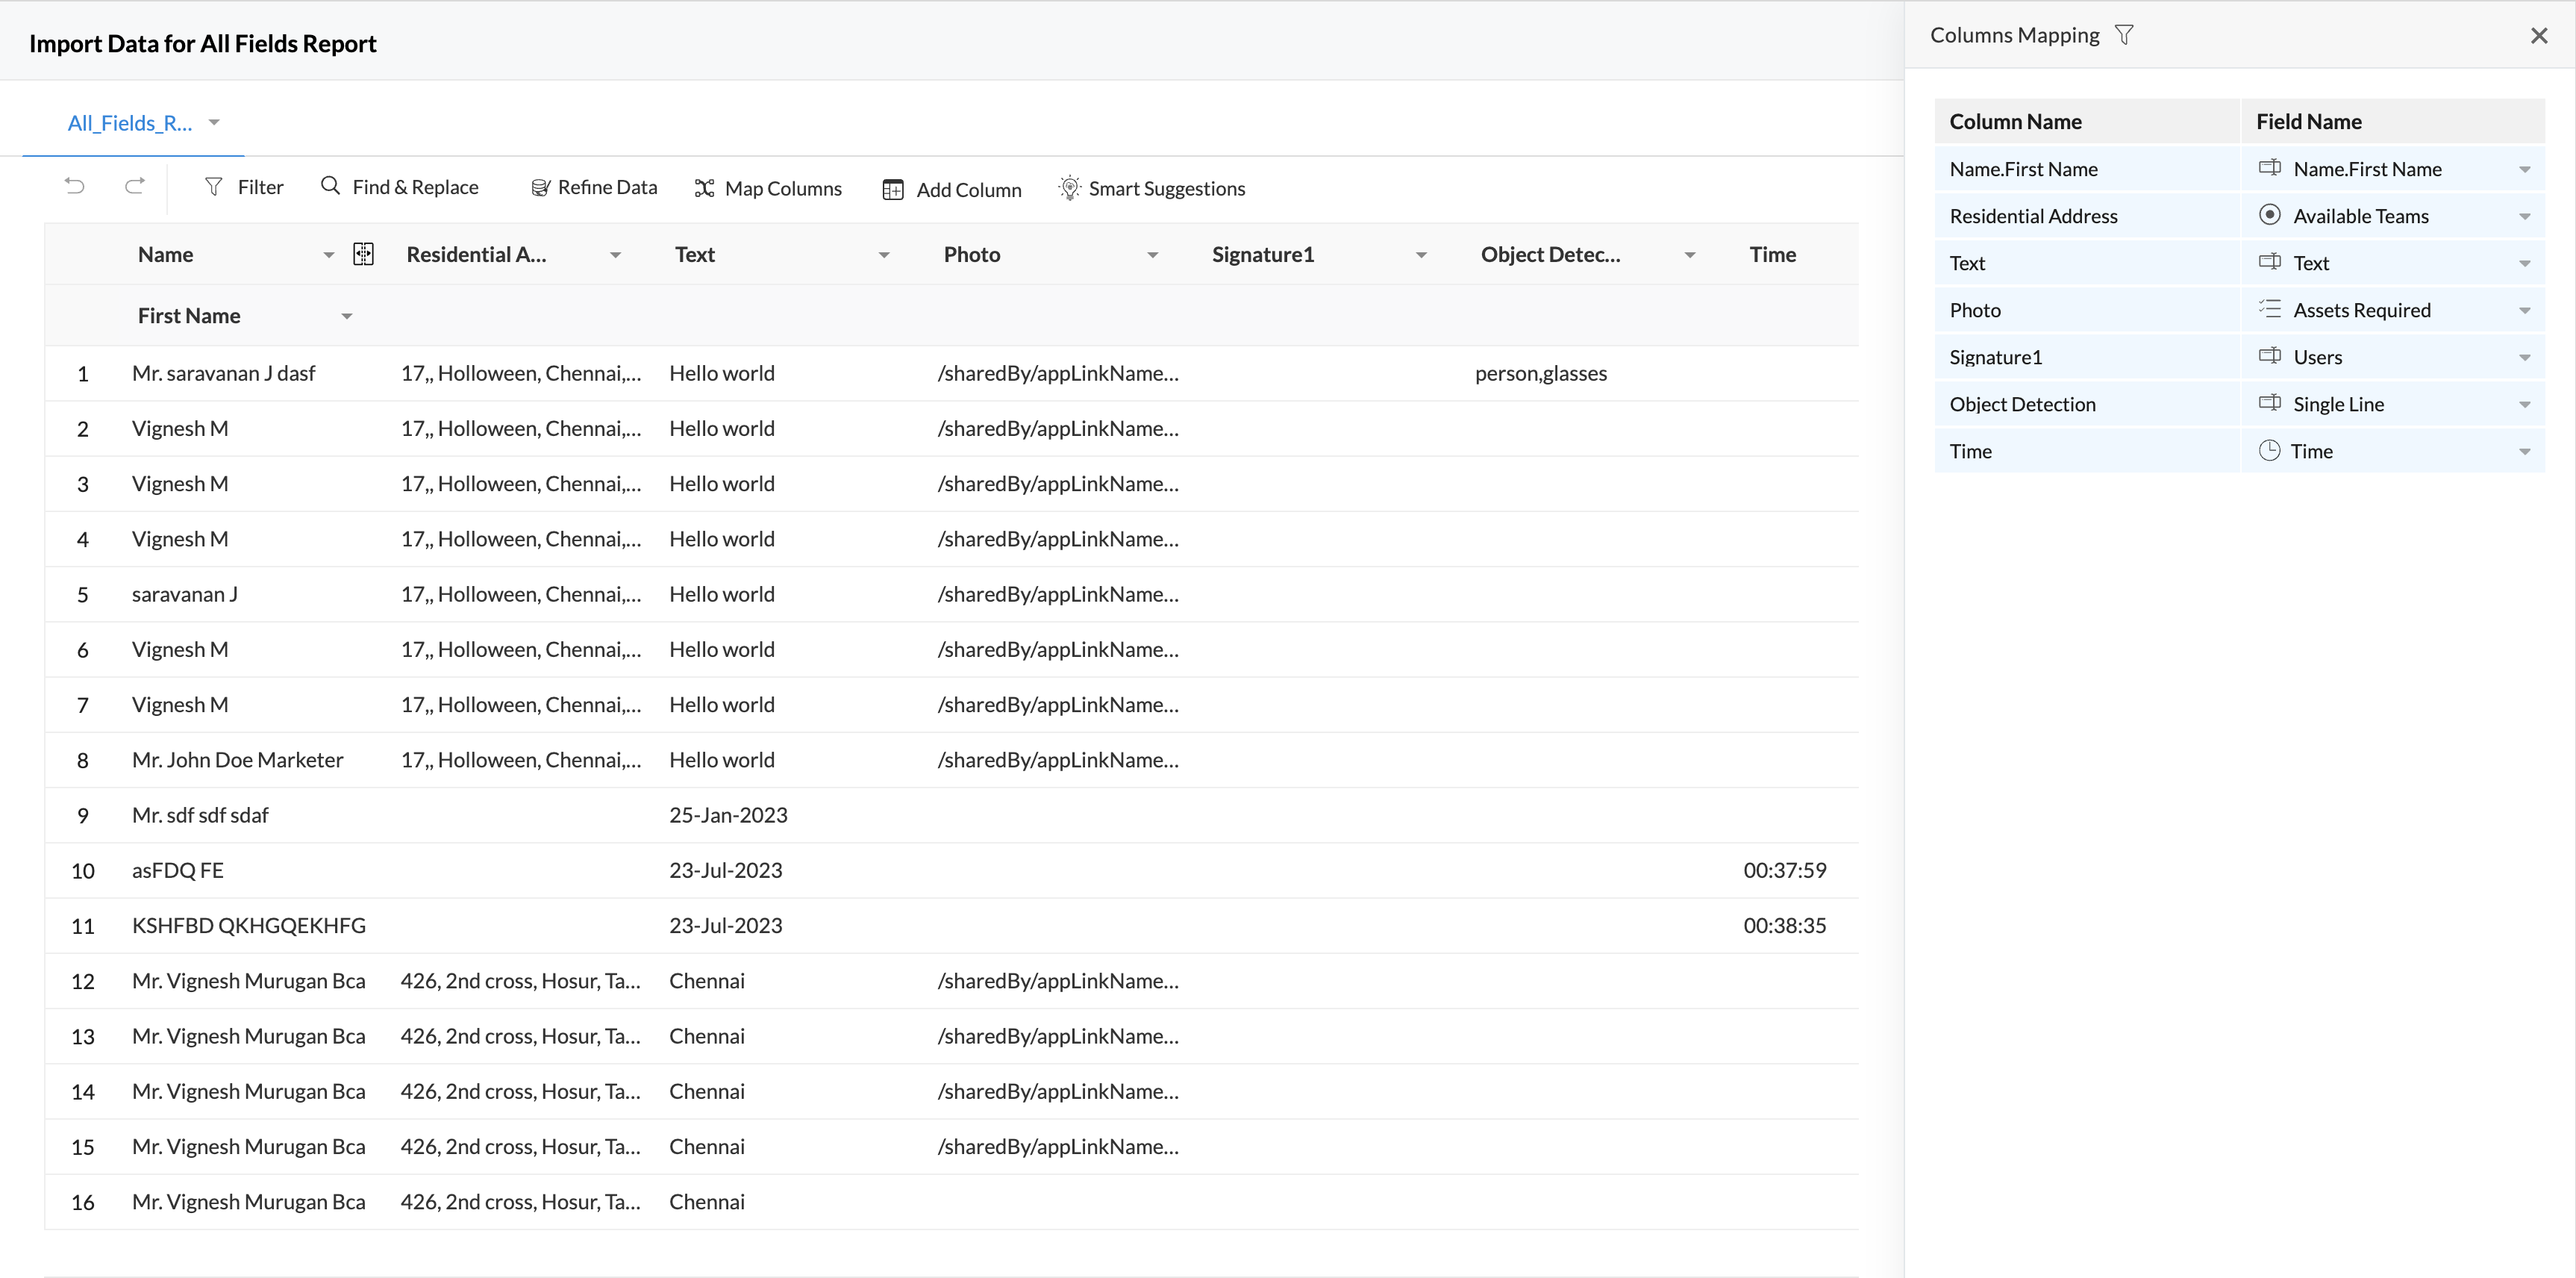 Import Data for All Fields Report
All_Fields_R...
Filter Find & Replace Refine Data Map Columns Add Column Smart Suggestions
Name Residential A... Text Photo Signature1 Object Detec... Time
First Name
1 Mr. saravanan J dasf 17,, Holloween, Chennai,... Hello world /sharedBy/appLinkName... person,glasses
2 Vignesh M 17,, Holloween, Chennai,... Hello world /sharedBy/appLinkName...
3 Vignesh M 17,, Holloween, Chennai,... Hello world /sharedBy/appLinkName...
4 Vignesh M 17,, Holloween, Chennai,... Hello world /sharedBy/appLinkName...
5 saravanan J 17,, Holloween, Chennai,... Hello world /sharedBy/appLinkName...
6 Vignesh M 17,, Holloween, Chennai,... Hello world /sharedBy/appLinkName...
7 Vignesh M 17,, Holloween, Chennai,... Hello world /sharedBy/appLinkName...
8 Mr. John Doe Marketer 17,, Holloween, Chennai,... Hello world /sharedBy/appLinkName...
9 Mr. sdf sdf sdaf 25-Jan-2023
10 asFDQ FE 23-Jul-2023 00:37:59
11 KSHFBD QKHGQEKHFG 23-Jul-2023 00:38:35
12 Mr. Vignesh Murugan Bca 426, 2nd cross, Hosur, Ta... Chennai /sharedBy/appLinkName...
13 Mr. Vignesh Murugan Bca 426, 2nd cross, Hosur, Ta... Chennai /sharedBy/appLinkName...
14 Mr. Vignesh Murugan Bca 426, 2nd cross, Hosur, Ta... Chennai /sharedBy/appLinkName...
15 Mr. Vignesh Murugan Bca 426, 2nd cross, Hosur, Ta... Chennai /sharedBy/appLinkName...
16 Mr. Vignesh Murugan Bca 426, 2nd cross, Hosur, Ta... Chennai
Columns Mapping
Column Name Field Name
Name.First Name Name.First Name
Residential Address Available Teams
Text Text
Photo Assets Required
Signature1 Users
Object Detection Single Line
Time Time